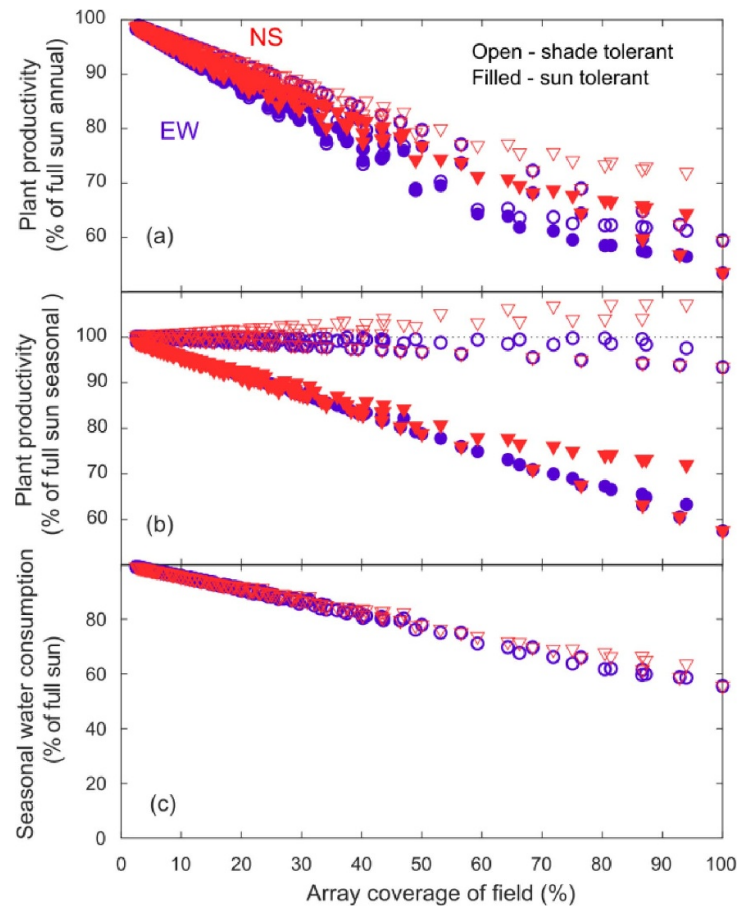 100
NS
Open - shade tolerant
Filled - sun tolerant
90
80
EW
70
60
(a)
Plant productivity
(% of full sun annual)
100
90
80
70
60
(b)
Plant productivity
(% of full sun seasonal )
80
60
40
20
0
(c)
Seasonal water consumption
(% of full sun)
0 10 20 30 40 50 60 70 80 90 100
Array coverage of field (%)